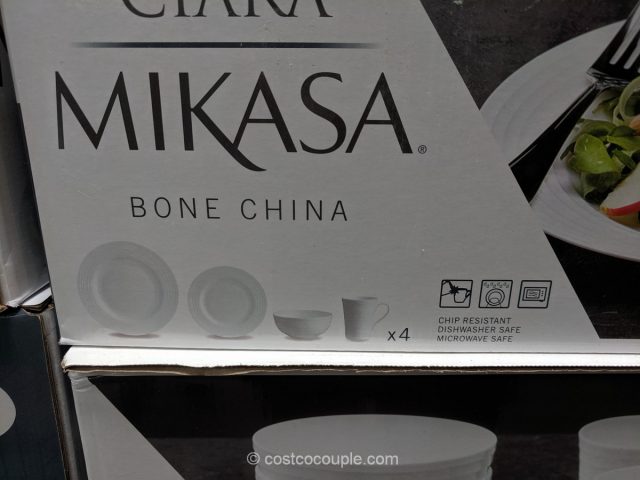 CIARA
MIKASA®
BONE CHINA
x4
CHIP RESISTANT
DISHWASHER SAFE
MICROWAVE SAFE
© costcocouple.com